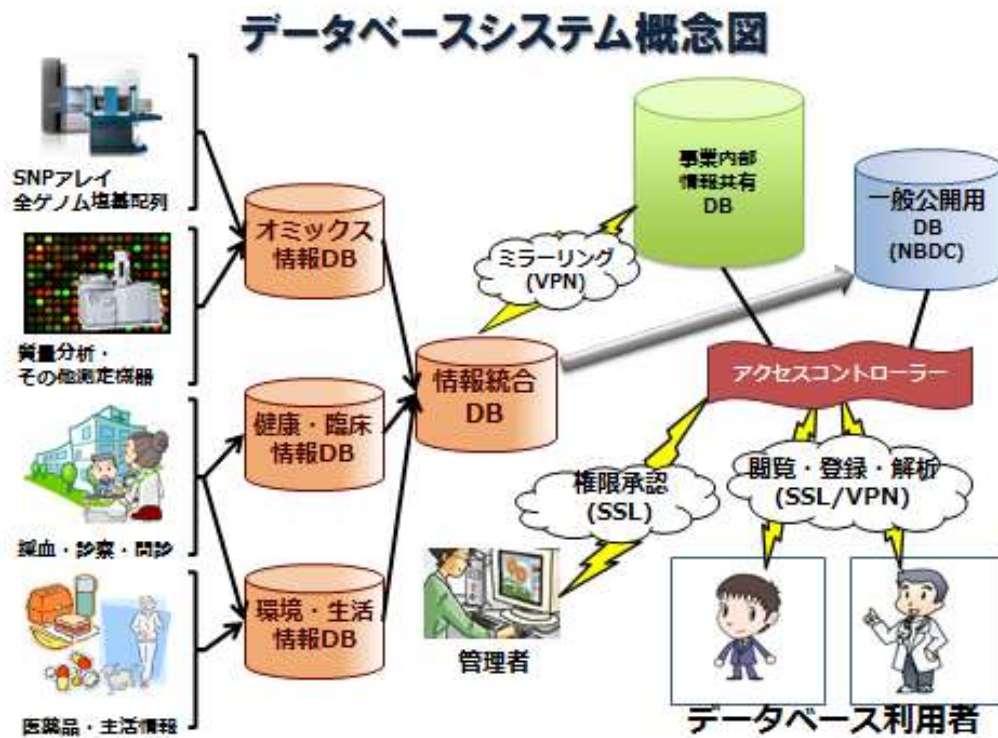 データベースシステム概念図
SNPアレイ
全ゲノム塩基配列
質量分析・
その他測定機器
採血・診察・問診
医薬品・生活情報
オミックス
情報DB
健康・臨床
情報DB
環境・生活
情報DB
情報統合
DB
ミラーリング
(VPN)
事業内部
情報共有
DB
一般公開用
DB
(NBDC)
アクセスコントローラー
権限承認
(SSL)
閲覧・登録・解析
(SSL/VPN)
管理者
データベース利用者